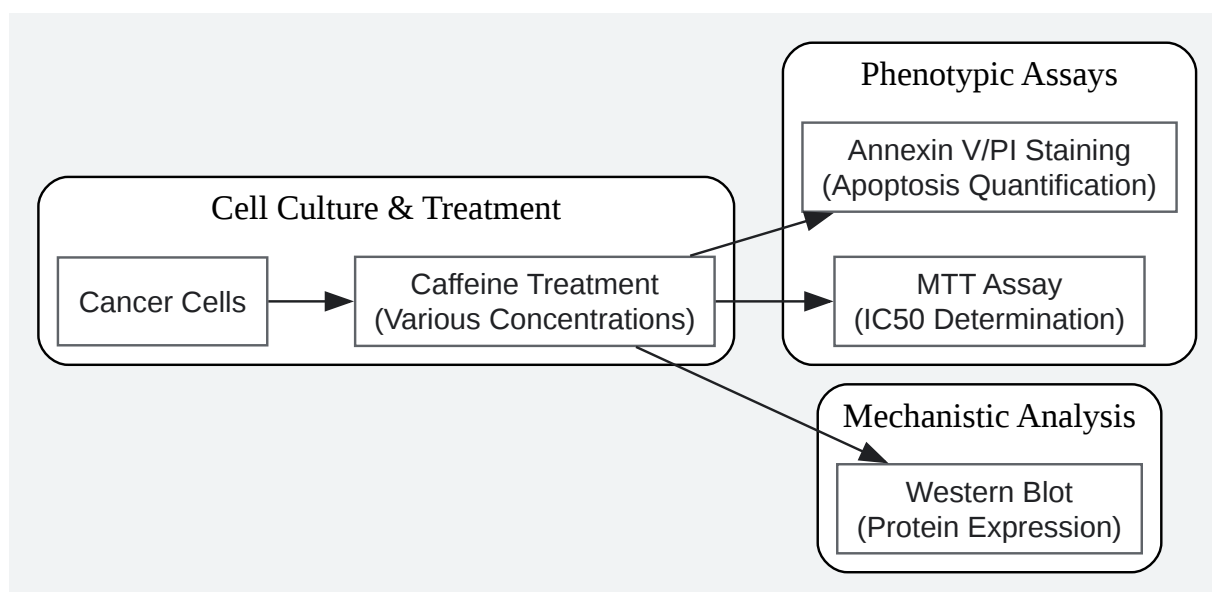 Cell Culture & Treatment
Cancer Cells
Caffeine Treatment
(Various Concentrations)
Phenotypic Assays
Annexin V/PI Staining
(Apoptosis Quantification)
MTT Assay
(IC50 Determination)
Mechanistic Analysis
Western Blot
(Protein Expression)